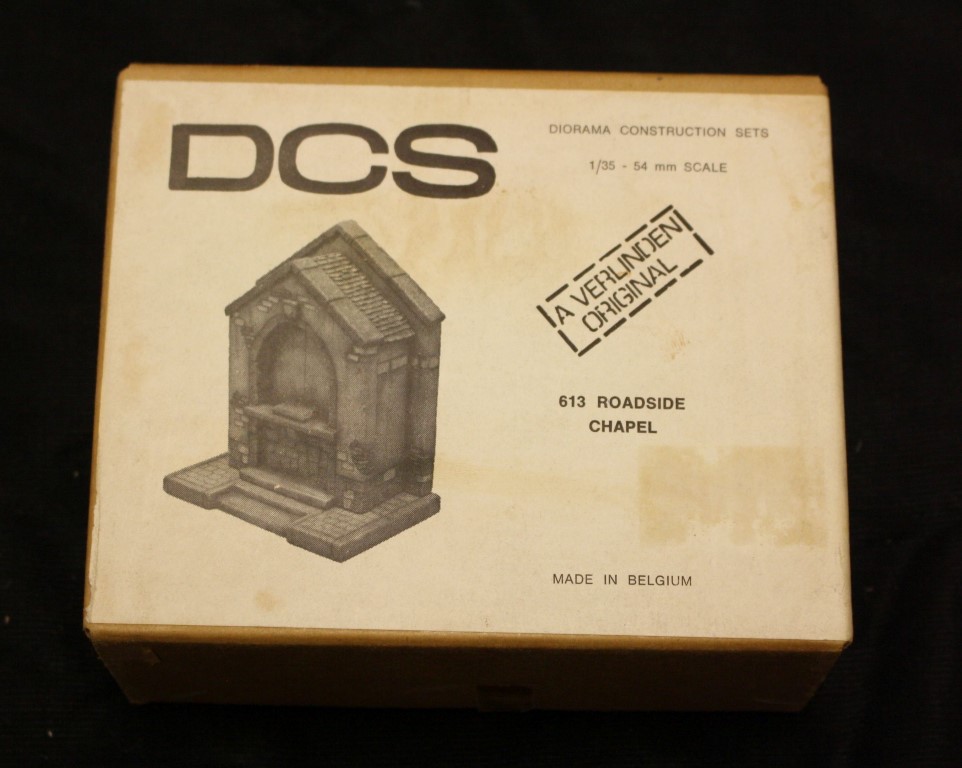 DCS
DIORAMA CONSTRUCTION SETS
1/35 - 54 mm SCALE
A VERLINDEN
ORIGINAL
613 ROADSIDE
CHAPEL
MADE IN BELGIUM